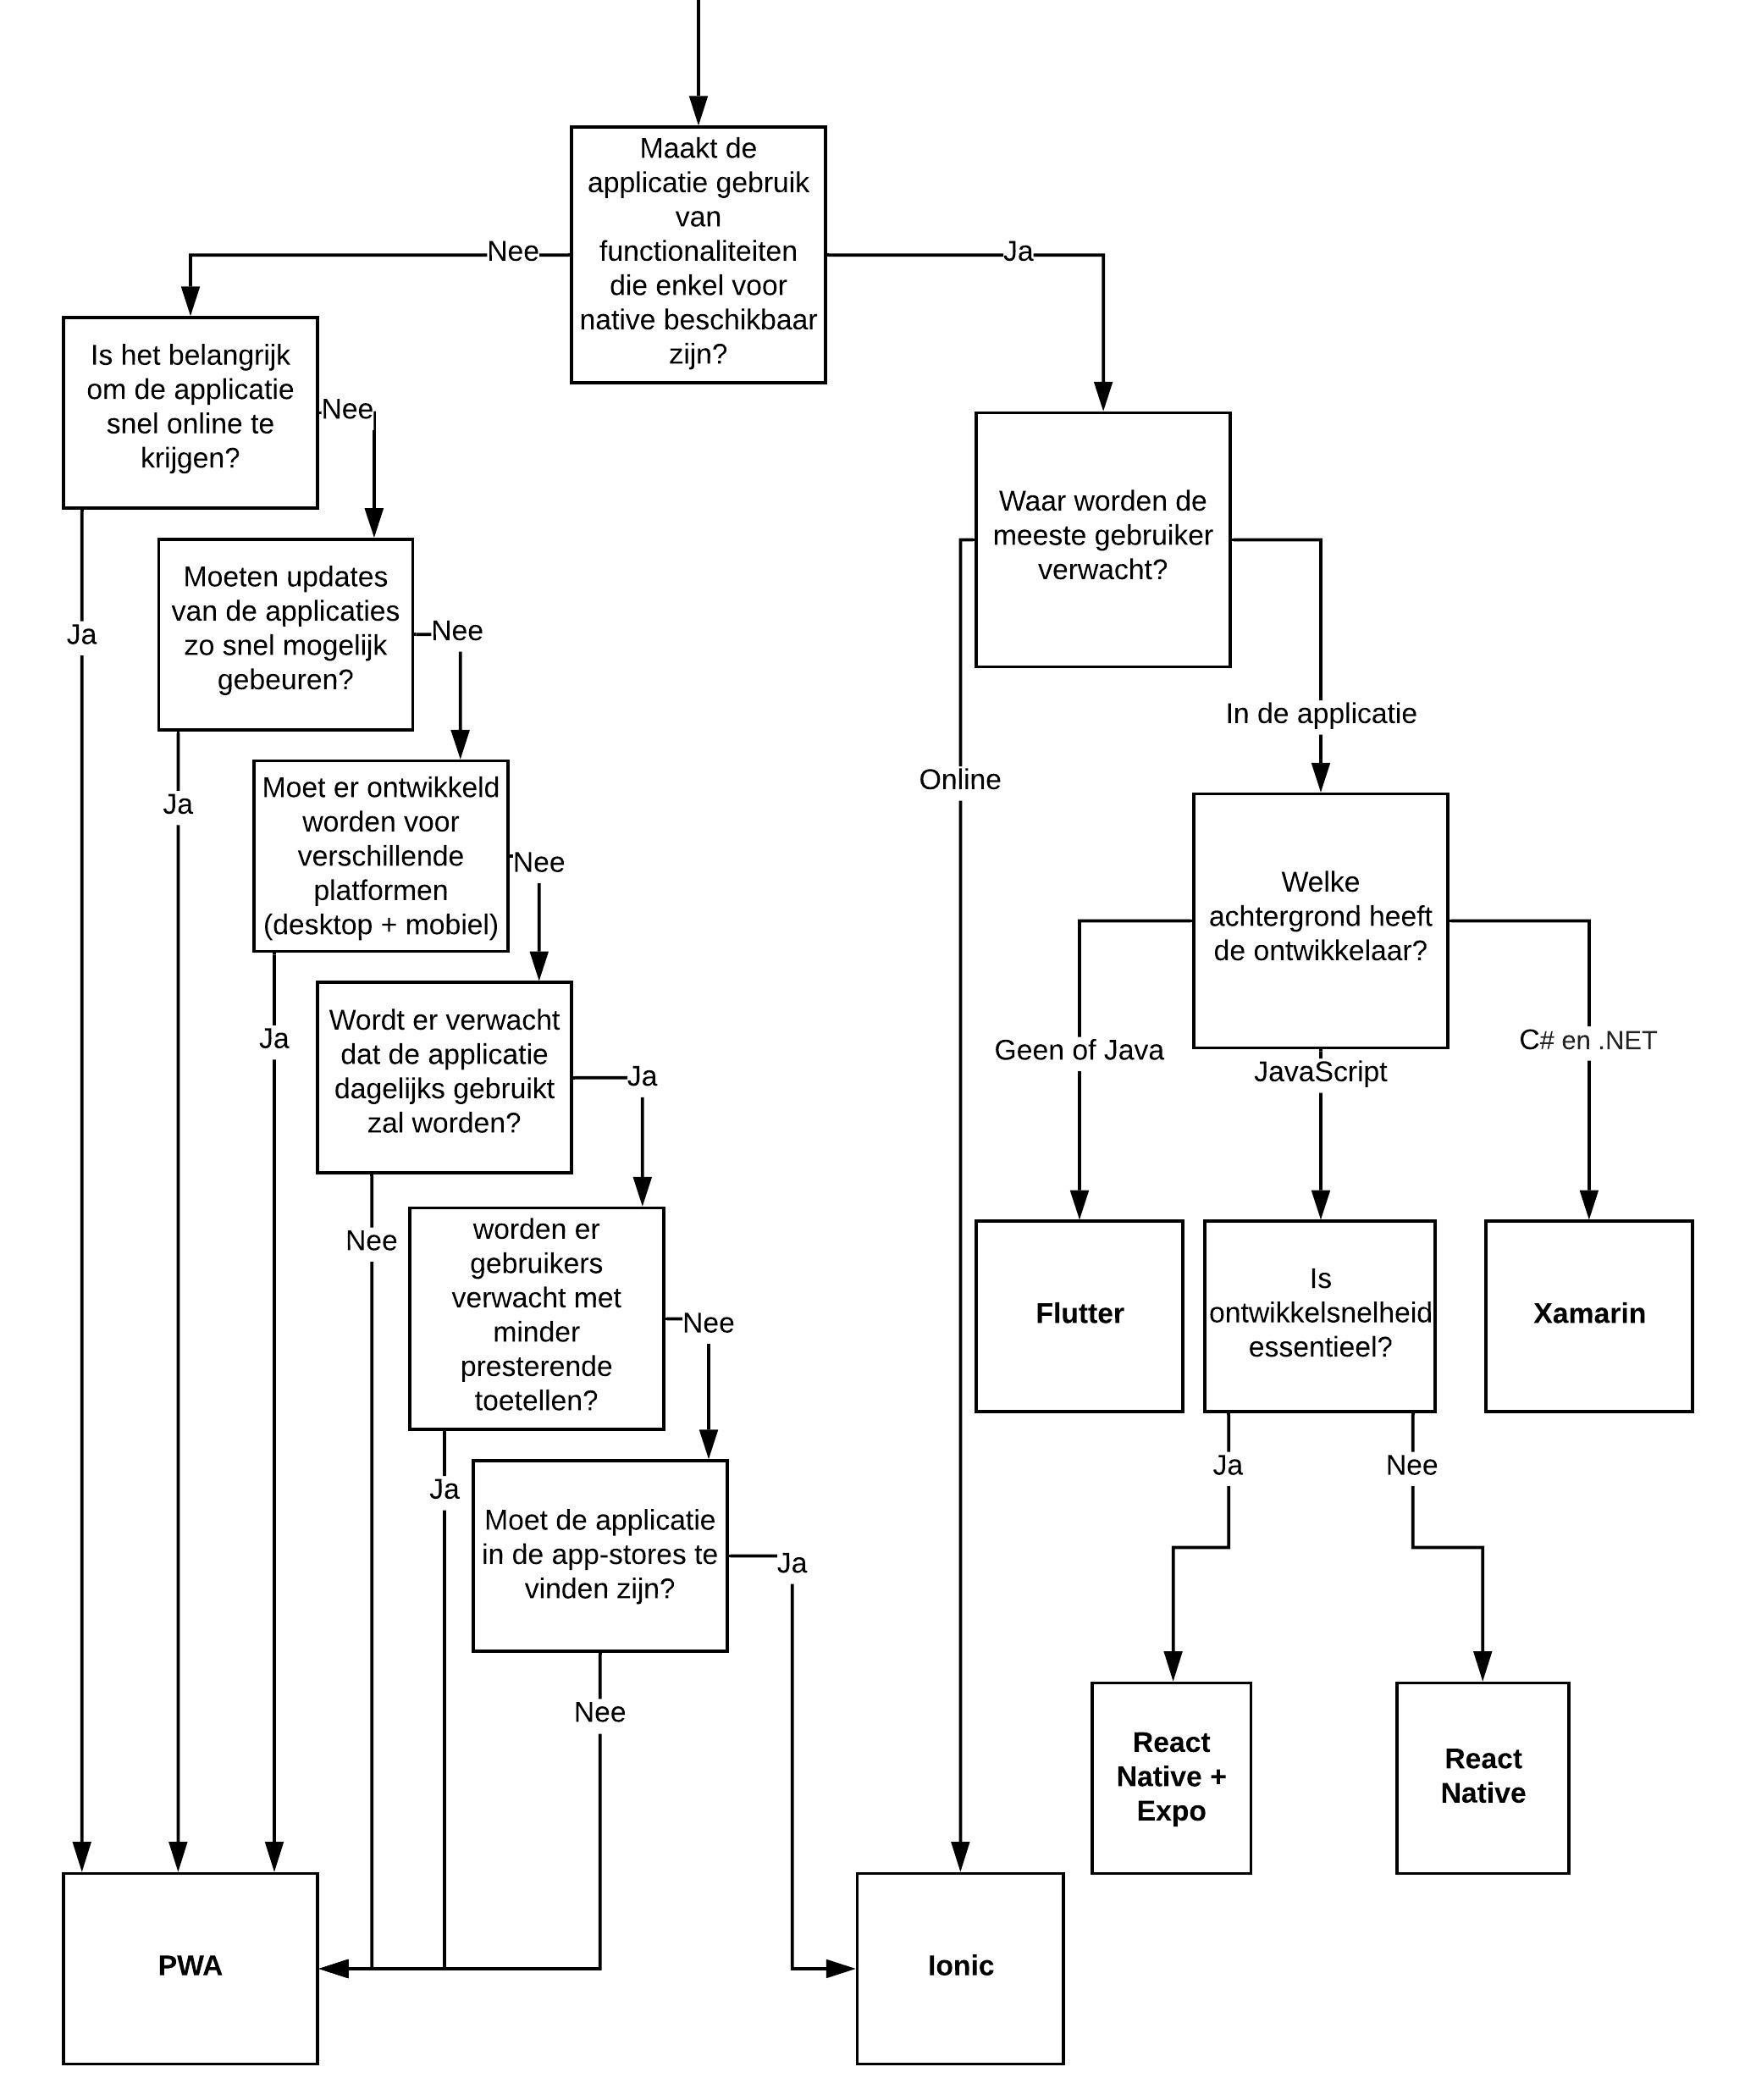 Maakt de
applicatie gebruik
van
functionaliteiten
die enkel voor
native beschikbaar
zijn?
Nee
Ja
Is het belangrijk
om de applicatie
snel online te
krijgen?
Nee
Ja
Moeten updates
van de applicaties
zo snel mogelijk
gebeuren?
Nee
Ja
Moet er ontwikkeld
worden voor
verschillende
platformen
(desktop + mobiel)
Nee
Ja
Wordt er verwacht
dat de applicatie
dagelijks gebruikt
zal worden?
Ja
Nee
worden er
gebruikers
verwacht met
minder
presterende
toetellen?
Nee
Ja
Moet de applicatie
in de app-stores te
vinden zijn?
Ja
Nee
PWA
Waar worden de
meeste gebruiker
verwacht?
Online
In de applicatie
Welke
achtergrond heeft
de ontwikkelaar?
Geen of Java
JavaScript
C# en .NET
Flutter
Is
ontwikkelsnelheid
essentieel?
Xamarin
Ja
Nee
React
Native +
Expo
React
Native
Ionic